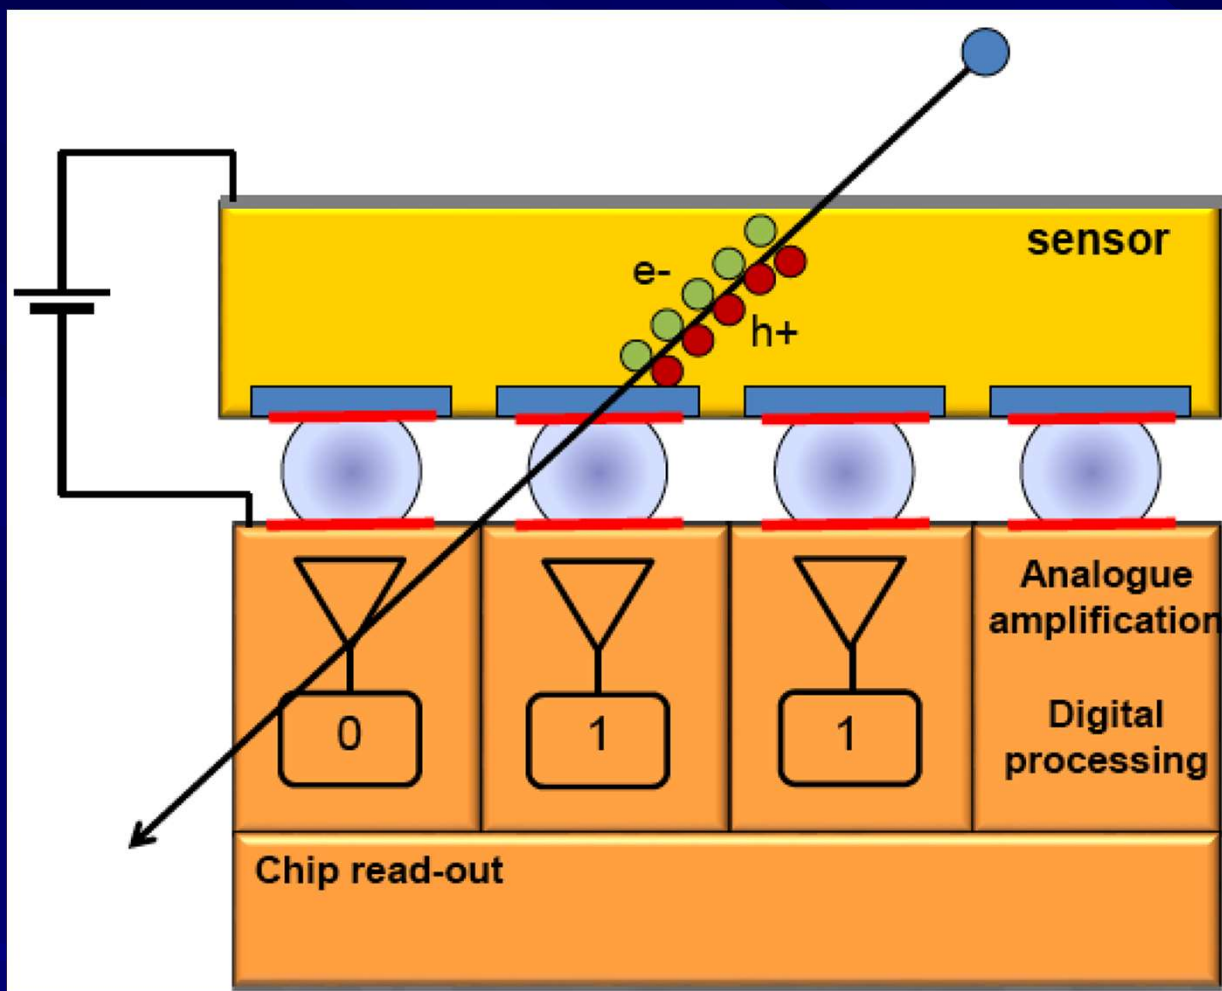 sensor
e-
h+
Analogue
amplification
Digital
processing
0
1
1
Chip read-out